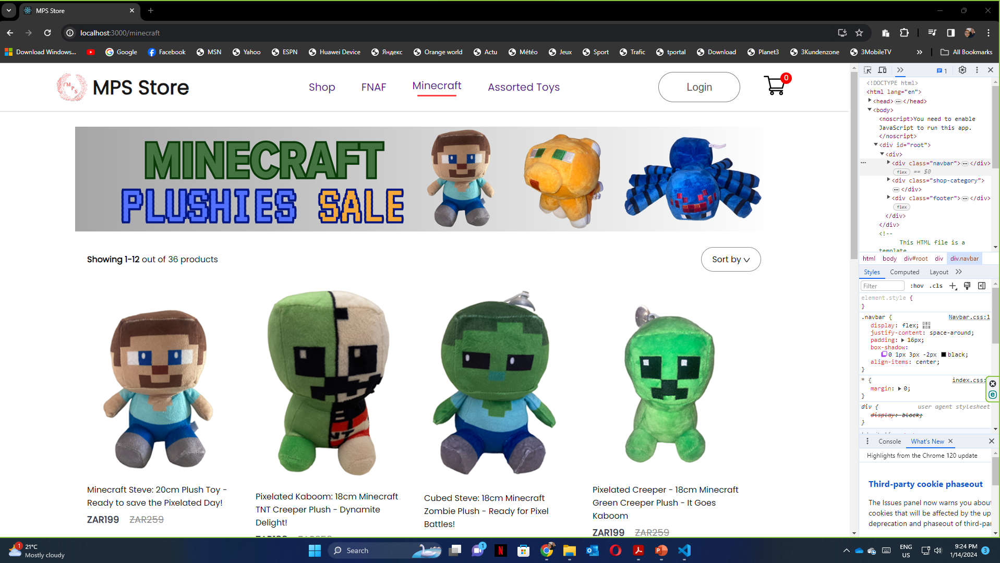 MPS Store
localhost:3000/minecraft
Download Windows...
Google
Facebook
MSN
Yahoo
ESPN
Huawei Device
Яндекс
Orange world
Actu
Météo
Jeux
Sport
Trafic
tportal
Download
Planet3
3Kundenzone
3MobileTV
All Bookmarks
MPS
MPS Store
Shop
FNAF
Minecraft
Assorted Toys
Login
0
MINECRAFT
PLUSHIES SALE
Showing 1-12 out of 36 products
Sort by
Minecraft Steve: 20cm Plush Toy -
Ready to save the Pixelated Day!
ZAR199 ZAR259
Pixelated Kaboom: 18cm Minecraft
TNT Creeper Plush - Dynamite
Delight!
ZAR199 ZAR259
Cubed Steve: 18cm Minecraft
Zombie Plush - Ready for Pixel
Battles!
Pixelated Creeper - 18cm Minecraft
Green Creeper Plush - It Goes
Kaboom
ZAR199 ZAR259
1
<!DOCTYPE html>
<html lang="en">
<head> </head>
<body>
<noscript>You need to enable
JavaScript to run this app.
</noscript>
<div id="root">
<div>
<div class="navbar"> </div>
flex == $0
<div class="shop-category">
</div>
<div class="footer"> </div>
flex
</div>
</div>
<!--
This HTML file is a
template
html body div#root div div.navbar
Styles Computed Layout
Filter :hov .cls
element.style {
}
.navbar { Navbar.css:1
display: flex;
justify-content: space-around;
padding: 16px;
box-shadow:
0 1px 3px -2px black;
align-items: center;
}
* { index.css:
margin: 0;
}
div { user agent stylesheet
display: block;
}
Console What's New
Highlights from the Chrome 120 update
Third-party cookie phaseout
The Issues panel now warns you about
cookies that will be affected by the up
deprecation and phaseout of third-par
1
21°C
Mostly cloudy
Search
1
ENG
US
9:24 PM
1/14/2024
3